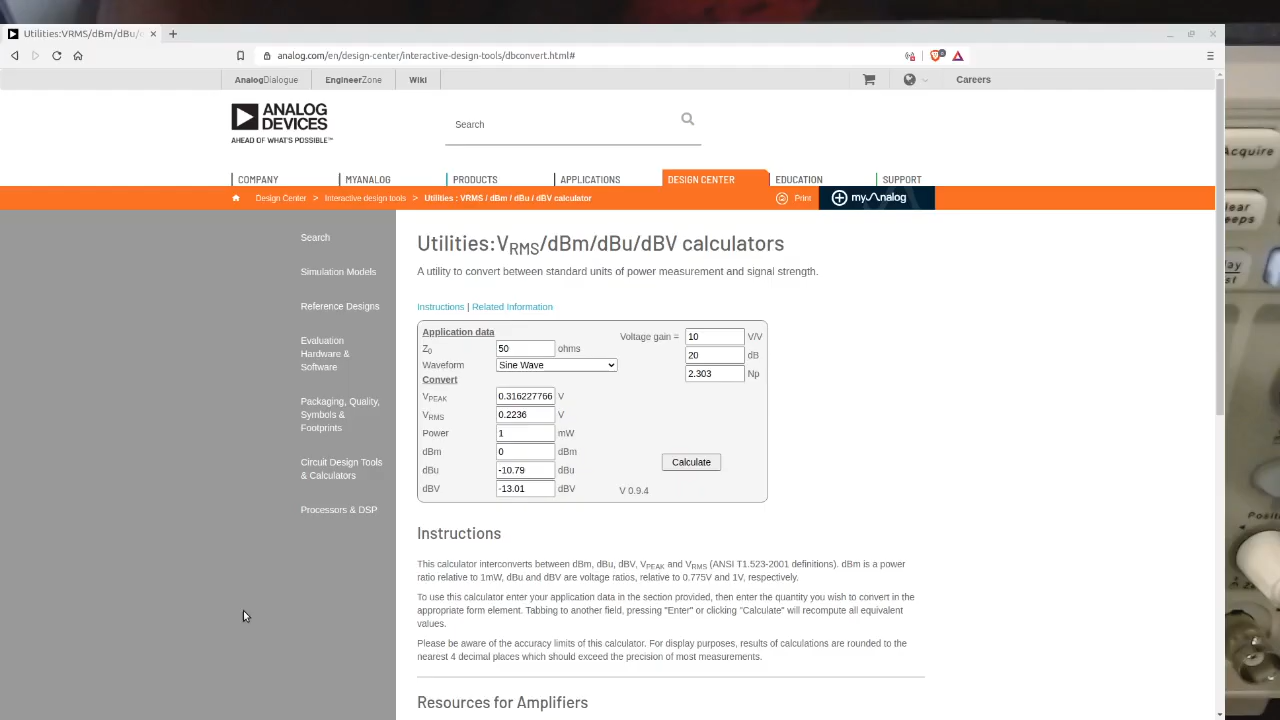 Utilities:VRMS/dBm/dBu/
analog.com/en/design-center/interactive-design-tools/dbconvert.html#
AnalogDialogue EngineerZone Wiki Careers
ANALOG
DEVICES
AHEAD OF WHAT'S POSSIBLE™
Search
COMPANY MYANALOG PRODUCTS APPLICATIONS DESIGN CENTER EDUCATION SUPPORT
Design Center > Interactive design tools > Utilities : VRMS / dBm / dBu / dBV calculator Print myAnalog
Search
Simulation Models
Reference Designs
Evaluation
Hardware &
Software
Packaging, Quality,
Symbols &
Footprints
Circuit Design Tools
& Calculators
Processors & DSP
Utilities:VRMS/dBm/dBu/dBV calculators
A utility to convert between standard units of power measurement and signal strength.
Instructions | Related Information
Application data
Z0 50 ohms
Waveform Sine Wave
Convert
VPEAK 0.316227766 V
VRMS 0.2236 V
Power 1 mW
dBm 0 dBm
dBu -10.79 dBu
dBV -13.01 dBV
Voltage gain = 10 V/V
20 dB
2.303 Np
Calculate
V 0.9.4
Instructions
This calculator interconverts between dBm, dBu, dBV, VPEAK and VRMS (ANSI T1.523-2001 definitions). dBm is a power
ratio relative to 1mW, dBu and dBV are voltage ratios, relative to 0.775V and 1V, respectively.
To use this calculator enter your application data in the section provided, then enter the quantity you wish to convert in the
appropriate form element. Tabbing to another field, pressing "Enter" or clicking "Calculate" will recompute all equivalent
values.
Please be aware of the accuracy limits of this calculator. For display purposes, results of calculations are rounded to the
nearest 4 decimal places which should exceed the precision of most measurements.
Resources for Amplifiers
Acquire